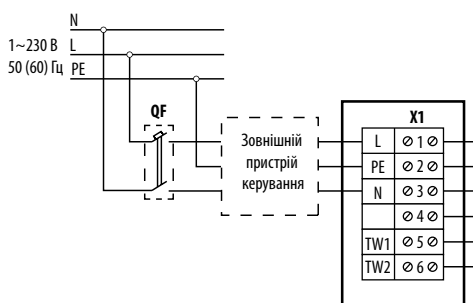 N
1~230 В L
50 (60) Гц PE
QF
Зовнішній
пристрій
керування
X1
L 1
PE 2
N 3
4
TW1 5
TW2 6